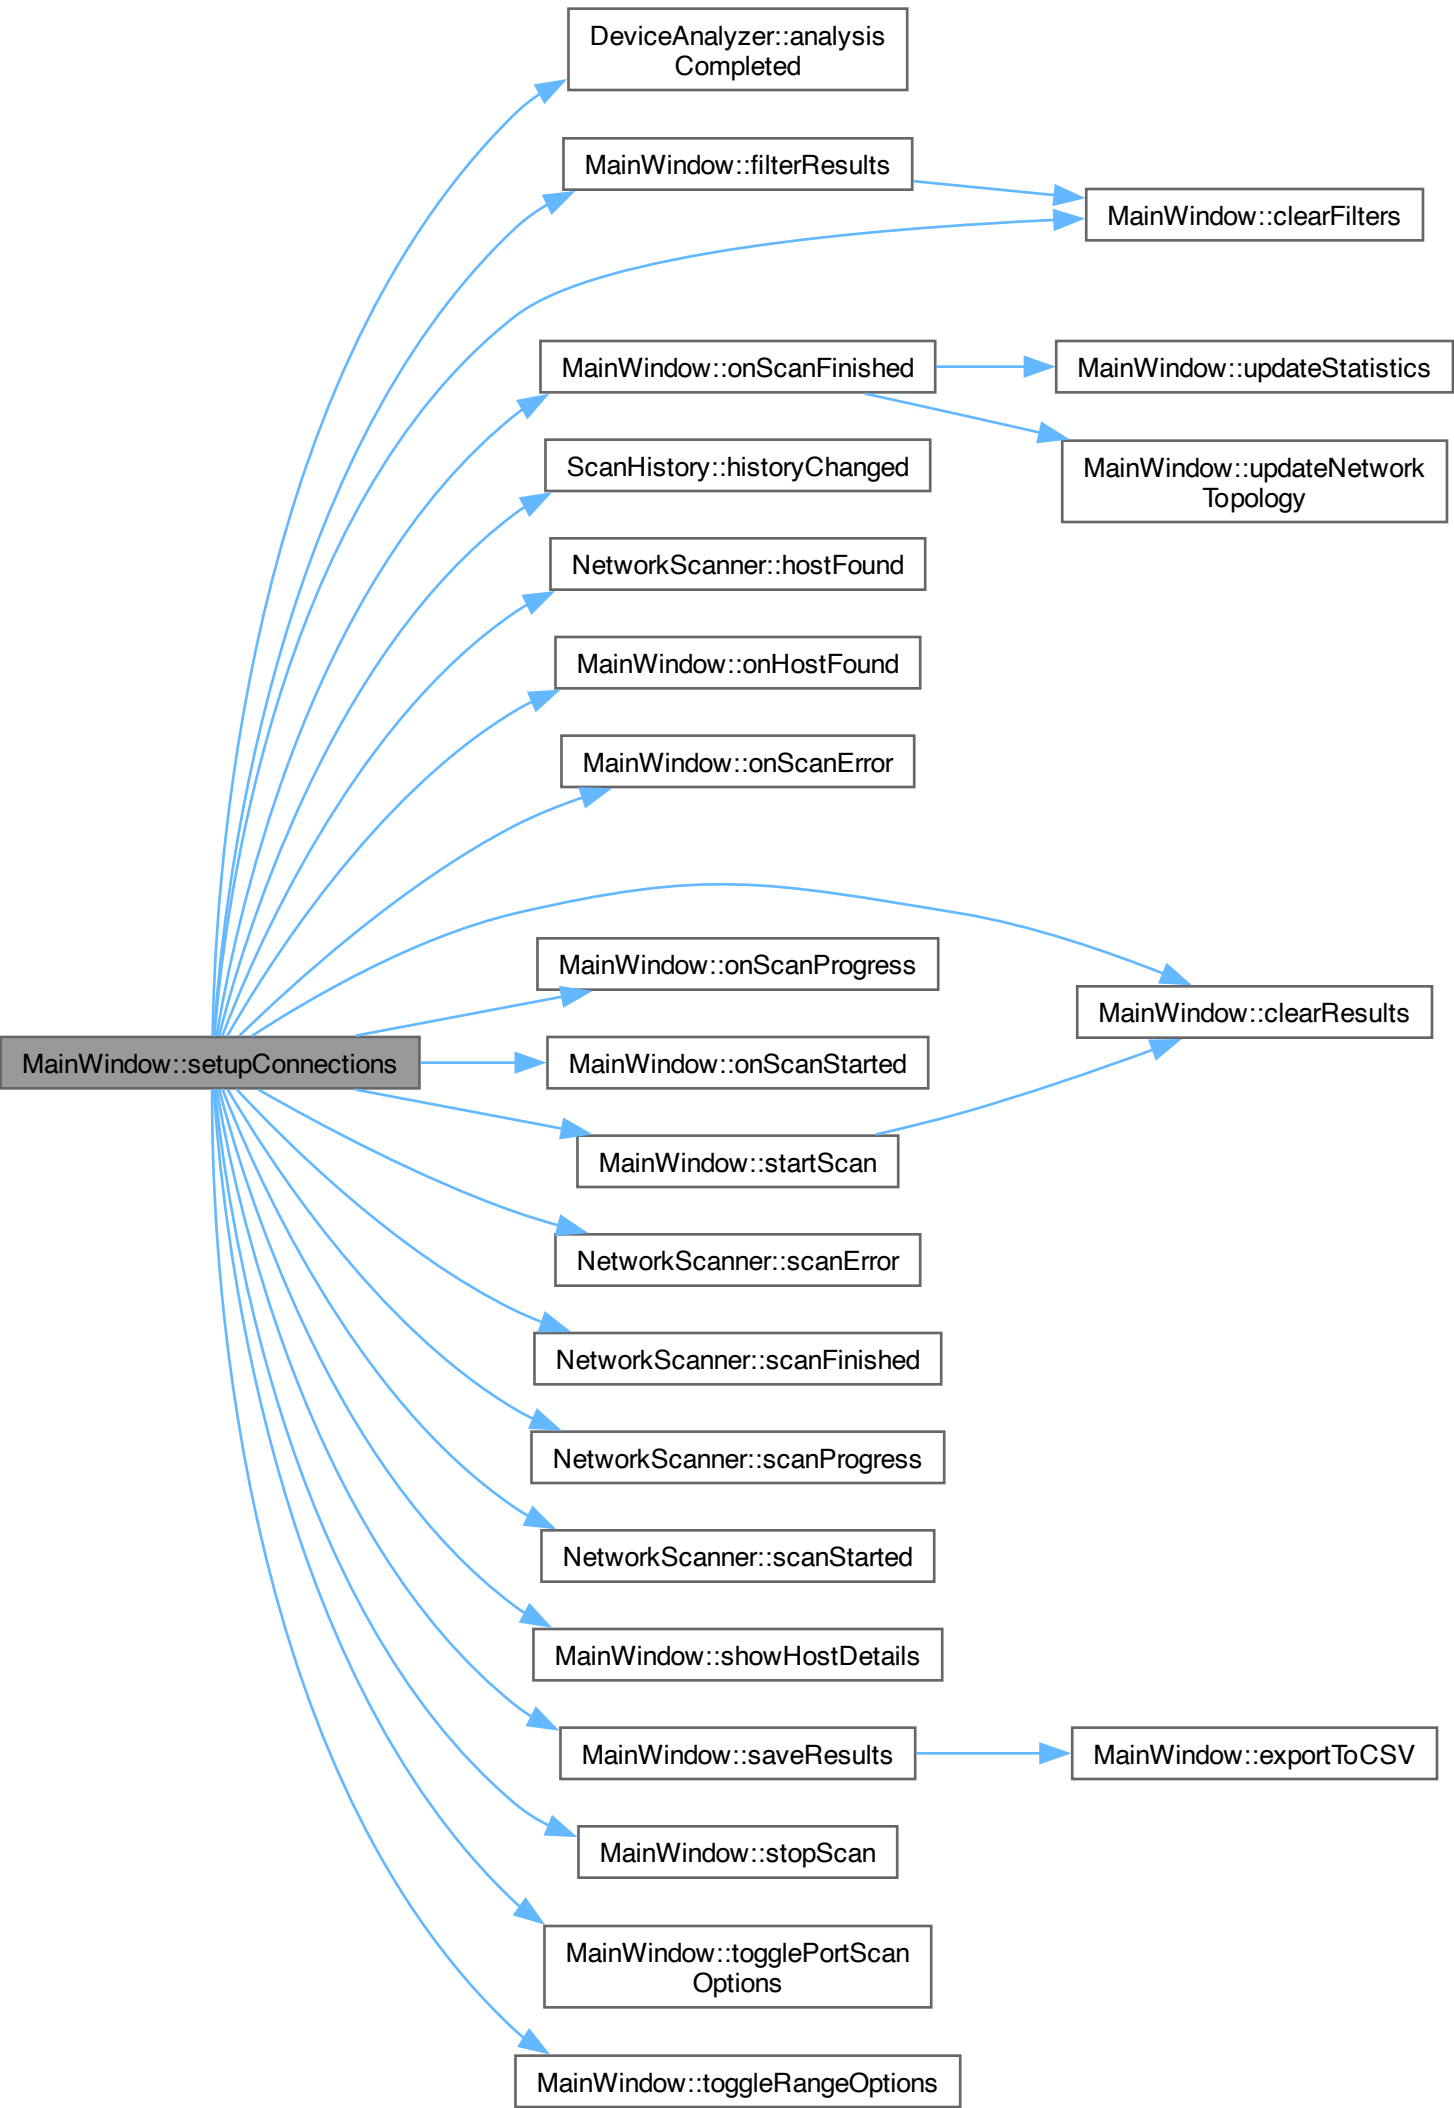 DeviceAnalyzer::analysis
Completed
MainWindow::filterResults
MainWindow::clearFilters
MainWindow::onScanFinished
MainWindow::updateStatistics
ScanHistory::historyChanged
MainWindow::updateNetwork
Topology
NetworkScanner::hostFound
MainWindow::onHostFound
MainWindow::onScanError
MainWindow::onScanProgress
MainWindow::clearResults
MainWindow::setupConnections
MainWindow::onScanStarted
MainWindow::startScan
NetworkScanner::scanError
NetworkScanner::scanFinished
NetworkScanner::scanProgress
NetworkScanner::scanStarted
MainWindow::showHostDetails
MainWindow::saveResults
MainWindow::exportToCSV
MainWindow::stopScan
MainWindow::togglePortScan
Options
MainWindow::toggleRangeOptions